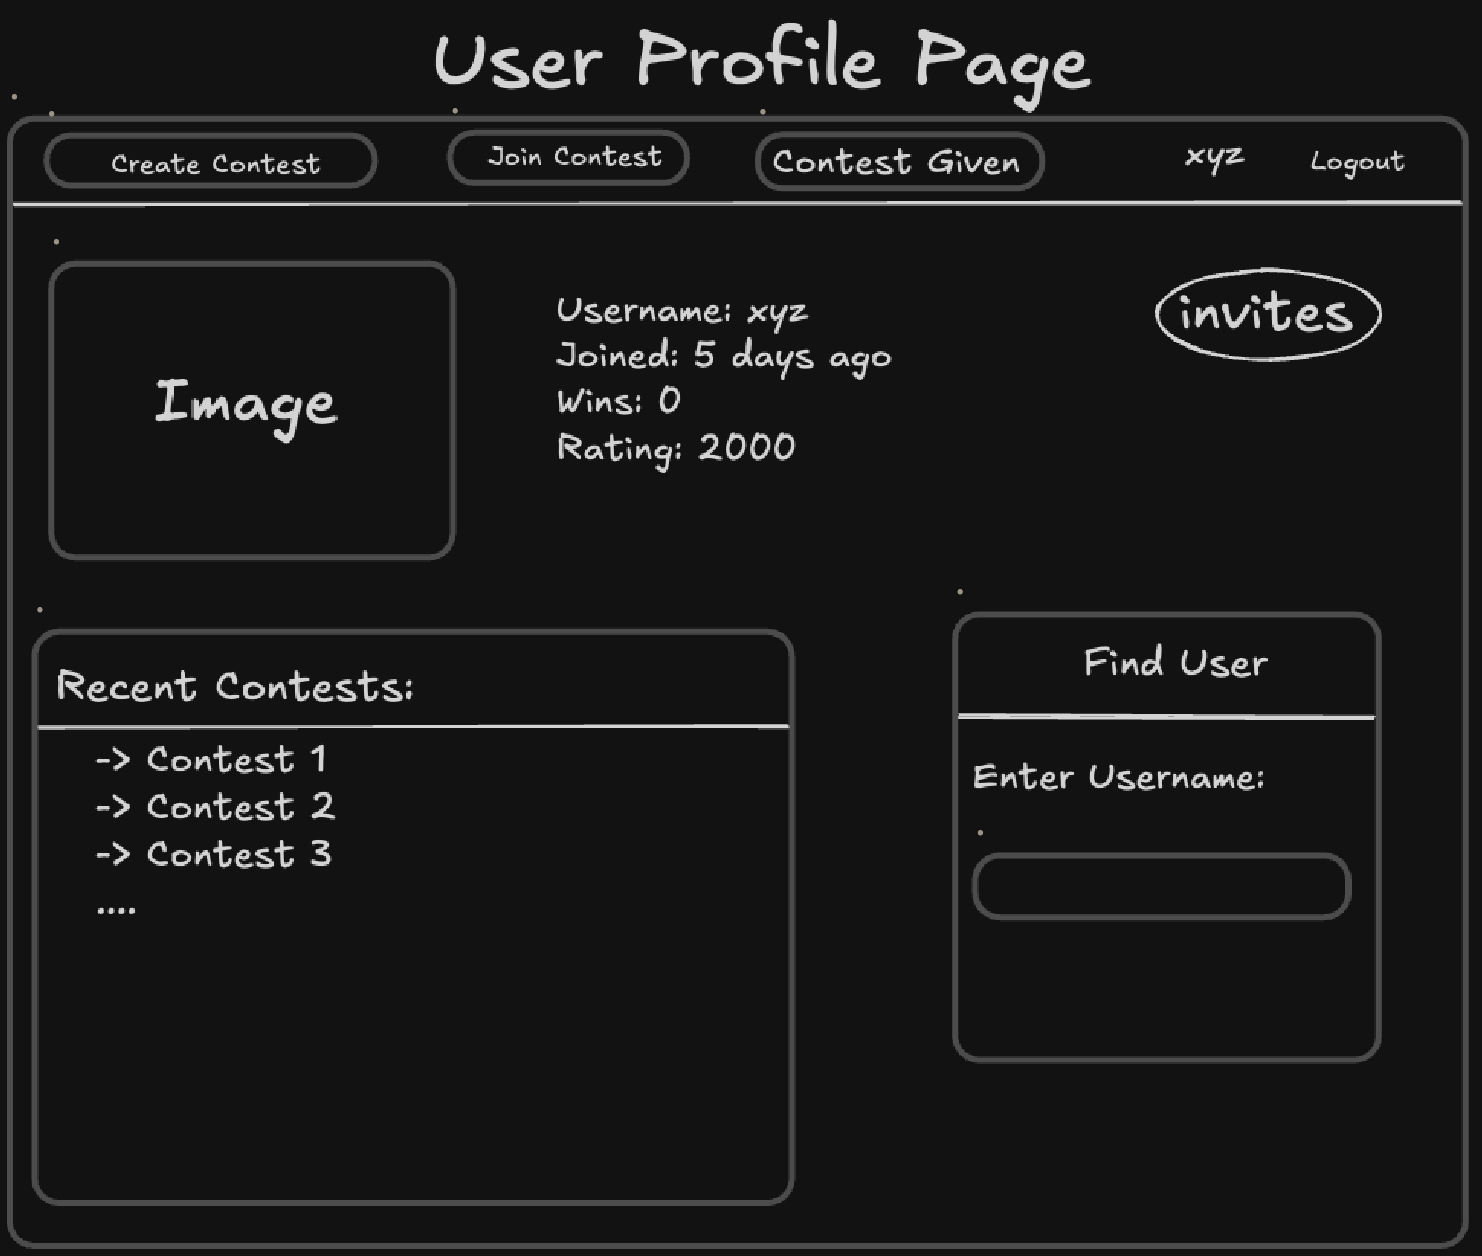 User Profile Page
Create Contest
Join Contest
Contest Given
xyz
Logout
Image
Username: xyz
Joined: 5 days ago
Wins: 0
Rating: 2000
invites
Recent Contests:
-> Contest 1
-> Contest 2
-> Contest 3
....
Find User
Enter Username: